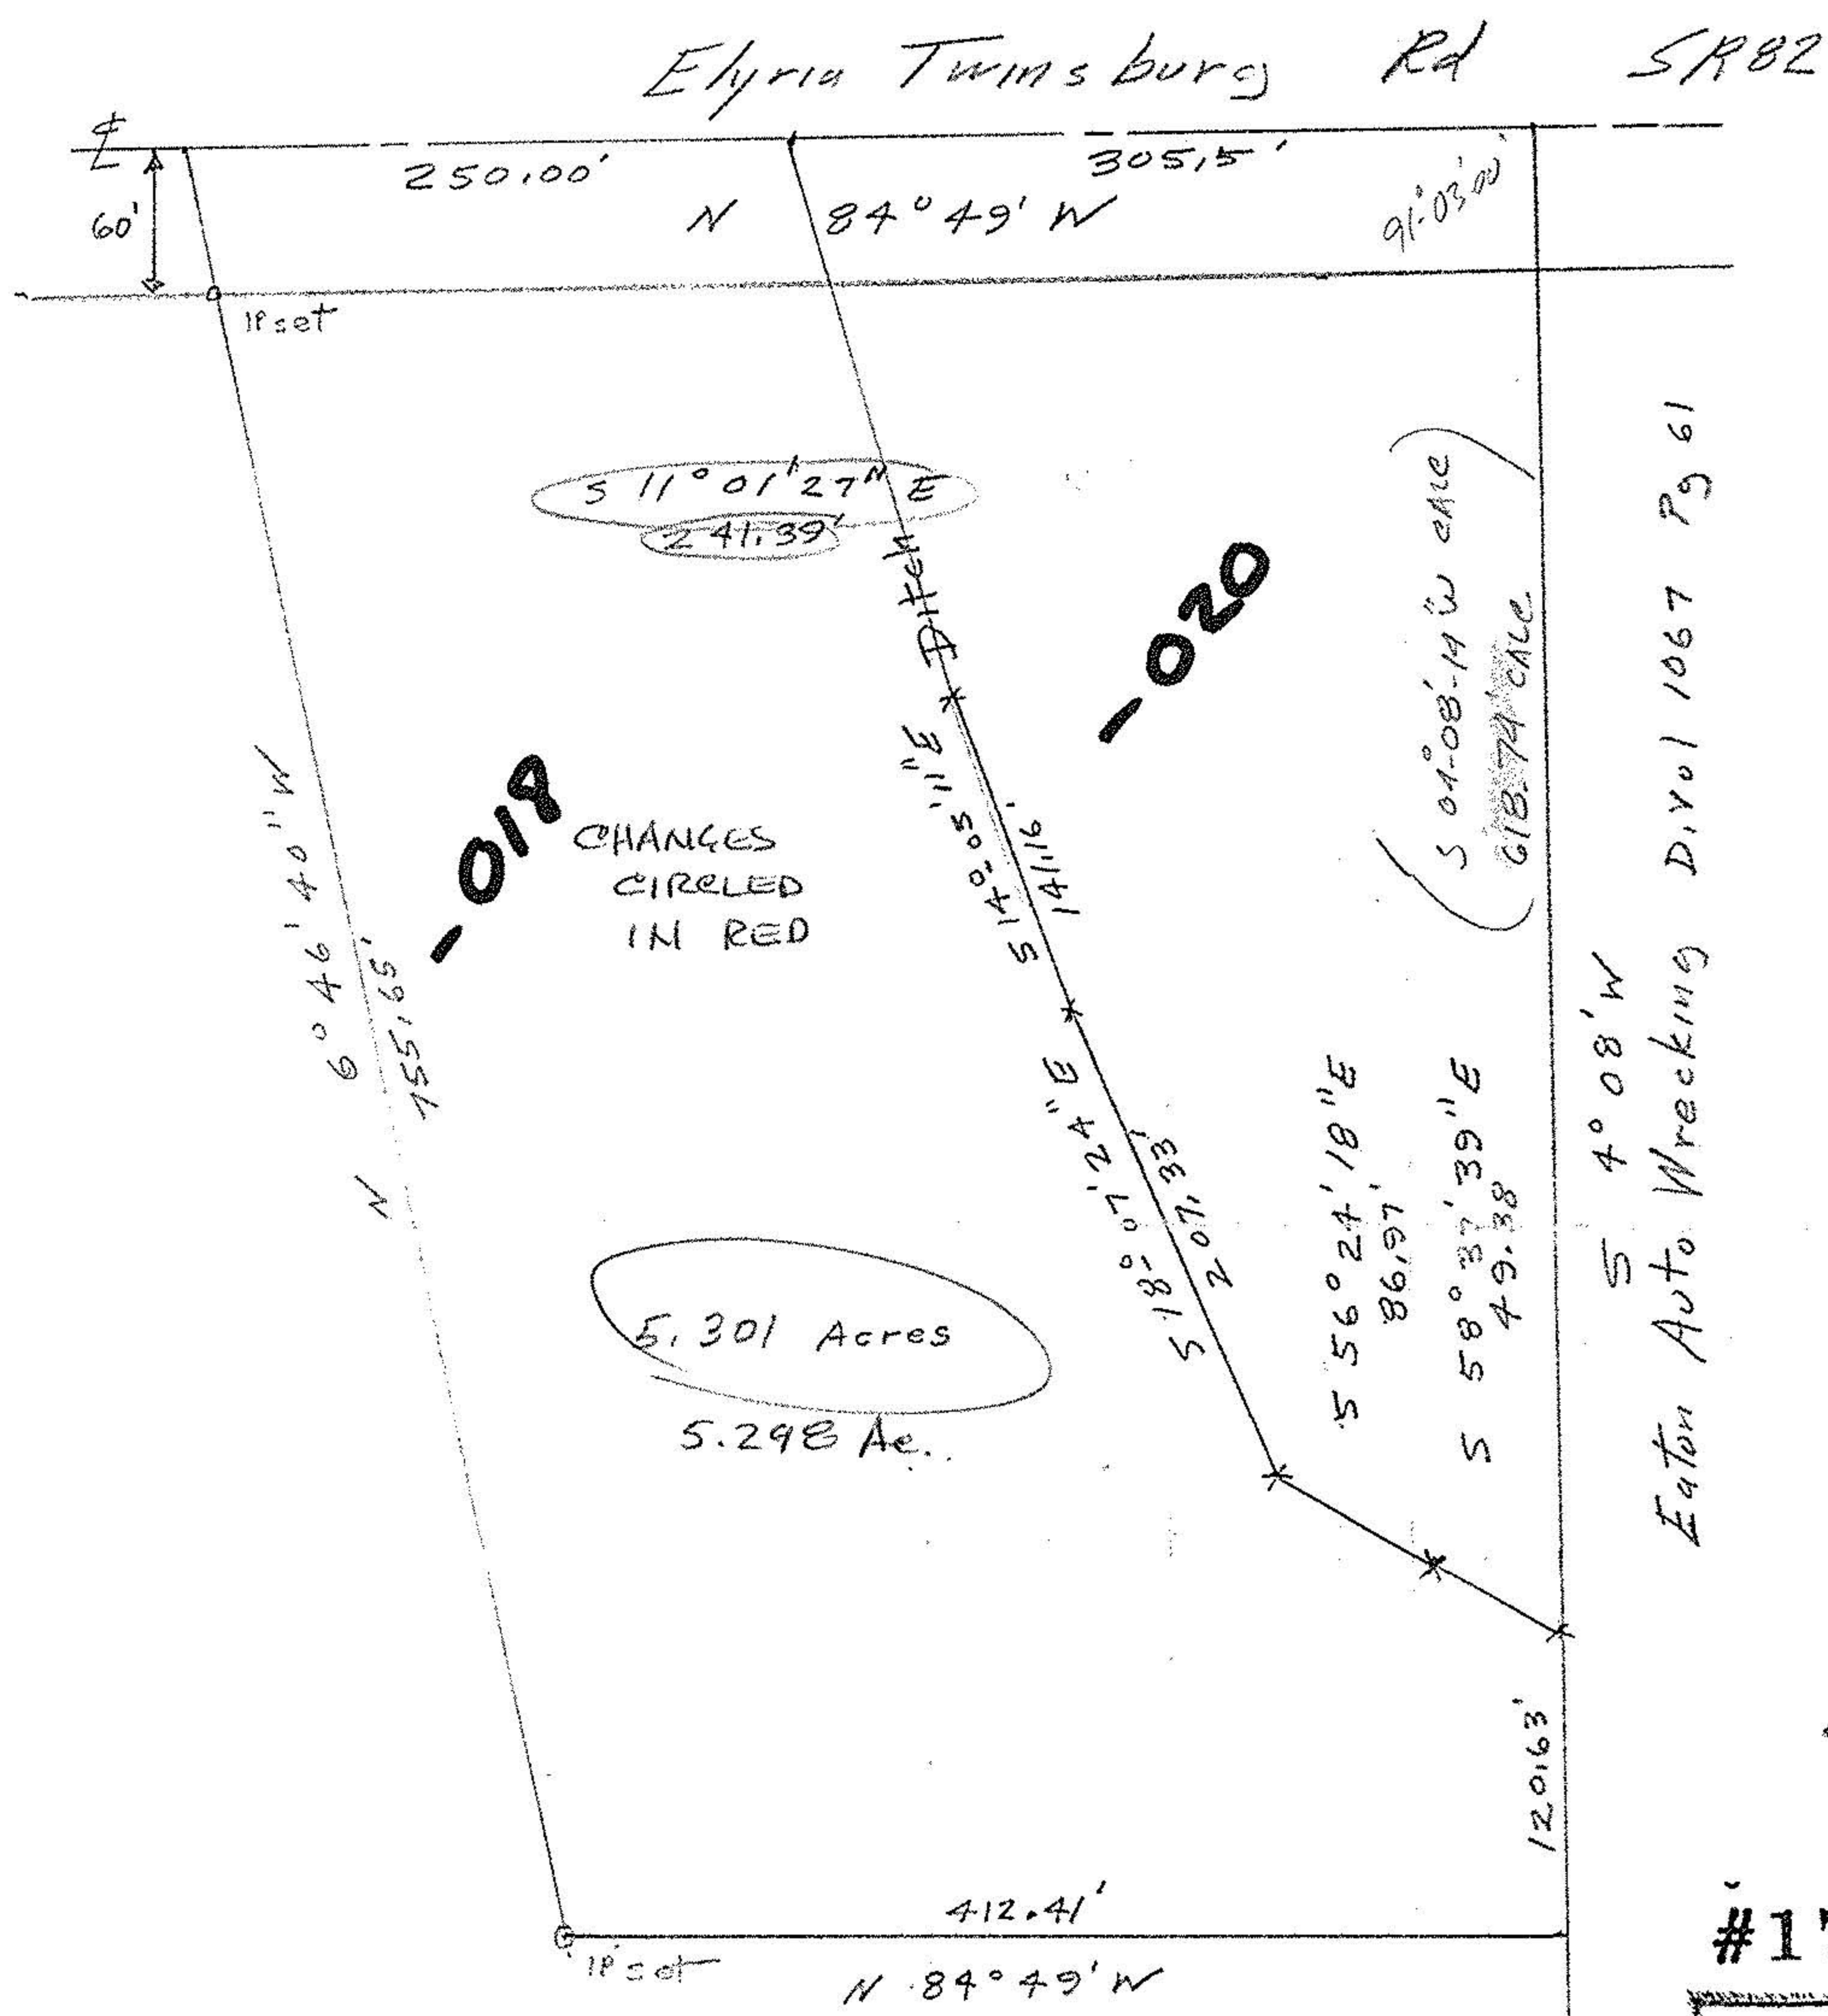 Elyria Twinsburg Rd SR82
℄
250.00'
305.5'
60'
N 84°49' W
91°-03'-00"
IP set
S 11° 01' 27" E
241.39'
Ditch
-020
S 14° 05' 11" E
141.16'
-019
CHANGES
CIRCLED
IN RED
N 6° 46' 40" W
755.65'
S 18° 07' 24" E
207.33'
S 56° 24' 18" E
86.97'
S 58° 37' 39" E
49.38
S 04°-08'-14" W CALC
618.74' CALC
S 4° 08' W
Eaton Auto Wrecking D.Vol 1067 Pg 61
5.301 Acres
5.298 Ac.
120.63'
412.41'
IP set
N 84° 49' W